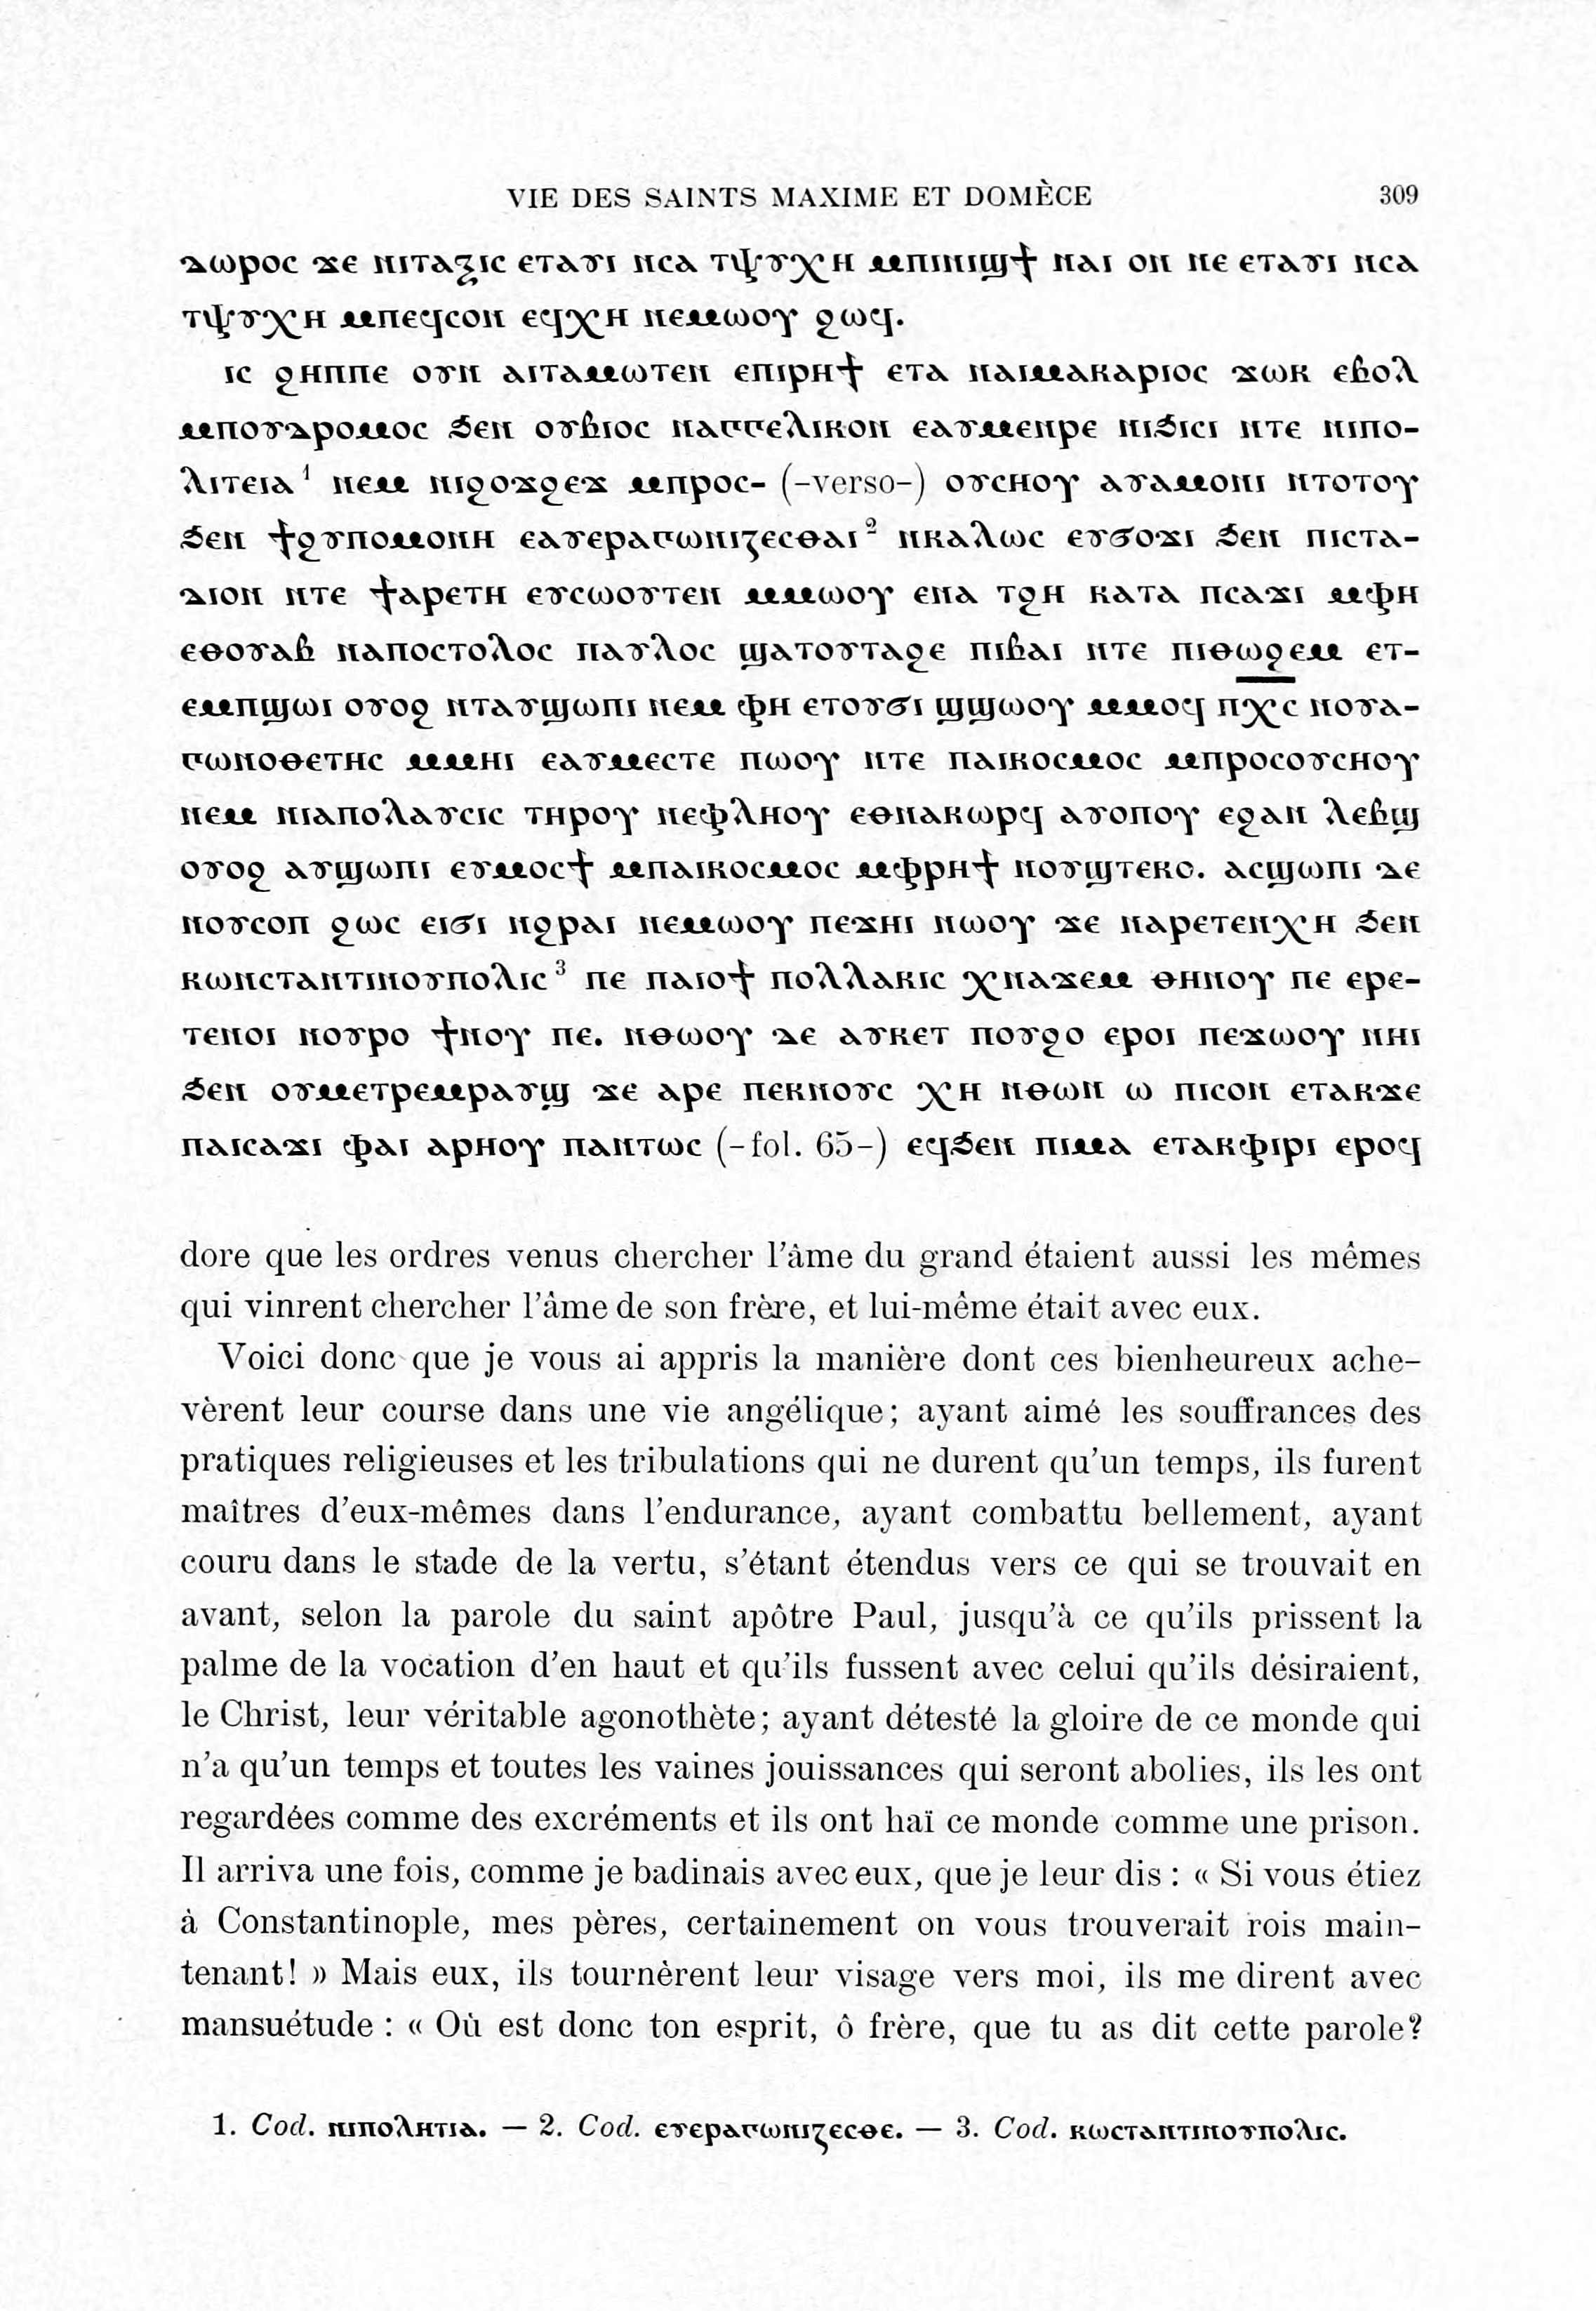 VIE DES SAINTS MAXIME ET DOMÈCE 309
ⲇⲱⲣⲟⲥ ϫⲉ ⲛⲓⲧⲁⲝⲓⲥ ⲉⲧⲁⲩⲓ ⲛⲥⲁ ⲧⲯⲩⲭⲏ ⲙⲡⲓⲛⲓϣϯ ⲛⲁⲓ ⲟⲛ ⲛⲉ ⲉⲧⲁⲩⲓ ⲛⲥⲁ
ⲧⲯⲩⲭⲏ ⲙⲡⲉϥⲥⲟⲛ ⲉϥⲭⲏ ⲛⲉⲙⲱⲟⲩ ϩⲱϥ.
ⲓⲥ ϩⲏⲡⲡⲉ ⲟⲩⲛ ⲁⲓⲧⲁⲙⲱⲧⲉⲛ ⲉⲡⲓⲣⲏϯ ⲉⲧⲁ ⲛⲁⲓⲙⲁⲕⲁⲣⲓⲟⲥ ϫⲱⲕ ⲉⲃⲟⲗ
ⲙⲡⲟⲩⲇⲣⲟⲙⲟⲥ ϧⲉⲛ ⲟⲩⲃⲓⲟⲥ ⲛⲁⲅⲅⲉⲗⲓⲕⲟⲛ ⲉⲁⲩⲙⲉⲛⲣⲉ ⲛⲓϧⲓⲥⲓ ⲛⲧⲉ ⲛⲓⲡⲟ-
ⲗⲓⲧⲉⲓⲁ ¹ ⲛⲉⲙ ⲛⲓϩⲟϫϩⲉϫ ⲙⲡⲣⲟⲥ- (-verso-) ⲟⲩⲥⲏⲟⲩ ⲁⲩⲁⲙⲟⲛⲓ ⲛⲧⲟⲧⲟⲩ
ϧⲉⲛ ϯϩⲩⲡⲟⲙⲟⲛⲏ ⲉⲁⲩⲉⲣⲁⲅⲱⲛⲓⲍⲉⲥⲑⲁⲓ ² ⲛⲕⲁⲗⲱⲥ ⲉⲩϭⲟϫⲓ ϧⲉⲛ ⲡⲓⲥⲧⲁ-
ⲇⲓⲟⲛ ⲛⲧⲉ ϯⲁⲣⲉⲧⲏ ⲉⲩⲥⲱⲟⲩⲧⲉⲛ ⲙⲙⲱⲟⲩ ⲉⲛⲁ ⲧϩⲏ ⲕⲁⲧⲁ ⲡⲥⲁϫⲓ ⲙⲫⲏ
ⲉⲑⲟⲩⲁⲃ ⲛⲁⲡⲟⲥⲧⲟⲗⲟⲥ ⲡⲁⲩⲗⲟⲥ ϣⲁⲧⲟⲩⲧⲁϩⲉ ⲡⲓⲃⲁⲓ ⲛⲧⲉ ⲡⲓⲑⲱϩⲉⲙ ⲉⲧ-
ⲉⲙⲡϣⲱⲓ ⲟⲩⲟϩ ⲛⲧⲁⲩϣⲱⲡⲓ ⲛⲉⲙ ⲫⲏ ⲉⲧⲟⲩϭⲓ ϣϣⲱⲟⲩ ⲙⲙⲟϥ ⲡⲭ̅ⲥ̅ ⲛⲟⲩⲁ-
ⲅⲱⲛⲟⲑⲉⲧⲏⲥ ⲙⲙⲏⲓ ⲉⲁⲩⲙⲉⲥⲧⲉ ⲡⲱⲟⲩ ⲛⲧⲉ ⲡⲁⲓⲕⲟⲥⲙⲟⲥ ⲙⲡⲣⲟⲥⲟⲩⲥⲏⲟⲩ
ⲛⲉⲙ ⲛⲓⲁⲡⲟⲗⲁⲩⲥⲓⲥ ⲧⲏⲣⲟⲩ ⲛⲉⲫⲗⲏⲟⲩ ⲉⲑⲛⲁⲕⲱⲣϥ ⲁⲩⲟⲡⲟⲩ ⲉϩⲁⲛ ⲗⲉⲃϣ
ⲟⲩⲟϩ ⲁⲩϣⲱⲡⲓ ⲉⲩⲙⲟⲥϯ ⲙⲡⲁⲓⲕⲟⲥⲙⲟⲥ ⲙⲫⲣⲏϯ ⲛⲟⲩϣⲧⲉⲕⲟ. ⲁⲥϣⲱⲡⲓ ⲇⲉ
ⲛⲟⲩⲥⲟⲡ ϩⲱⲥ ⲉⲓϭⲓ ⲛϩⲣⲁⲓ ⲛⲉⲙⲱⲟⲩ ⲡⲉϫⲏⲓ ⲛⲱⲟⲩ ϫⲉ ⲛⲁⲣⲉⲧⲉⲛⲭⲏ ϧⲉⲛ
ⲕⲱⲛⲥⲧⲁⲛⲧⲓⲛⲟⲩⲡⲟⲗⲓⲥ ³ ⲡⲉ ⲛⲁⲓⲟϯ ⲡⲟⲗⲗⲁⲕⲓⲥ ⲭⲛⲁϫⲉⲙ ⲑⲏⲛⲟⲩ ⲡⲉ ⲉⲣⲉ-
ⲧⲉⲛⲟⲓ ⲛⲟⲩⲣⲟ ϯⲛⲟⲩ ⲡⲉ. ⲛⲑⲱⲟⲩ ⲇⲉ ⲁⲩⲕⲉⲧ ⲡⲟⲩϩⲟ ⲉⲣⲟⲓ ⲡⲉϫⲱⲟⲩ ⲛⲏⲓ
ϧⲉⲛ ⲟⲩⲙⲉⲧⲣⲉⲙⲣⲁⲩϣ ϫⲉ ⲁⲣⲉ ⲡⲉⲕⲛⲟⲩⲥ ⲭⲏ ⲛⲑⲱⲛ ⲱ ⲡⲓⲥⲟⲛ ⲉⲧⲁⲕϫⲉ
ⲡⲁⲓⲥⲁϫⲓ ⲫⲁⲓ ⲁⲣⲏⲟⲩ ⲡⲁⲛⲧⲱⲥ (-fol. 65-) ⲉϥϧⲉⲛ ⲡⲓⲙⲁ ⲉⲧⲁⲕⲫⲓⲣⲓ ⲉⲣⲟϥ
dore que les ordres venus chercher l'âme du grand étaient aussi les mêmes
qui vinrent chercher l'âme de son frère, et lui-même était avec eux.
Voici donc que je vous ai appris la manière dont ces bienheureux ache-
vèrent leur course dans une vie angélique; ayant aimé les souffrances des
pratiques religieuses et les tribulations qui ne durent qu'un temps, ils furent
maîtres d'eux-mêmes dans l'endurance, ayant combattu bellement, ayant
couru dans le stade de la vertu, s'étant étendus vers ce qui se trouvait en
avant, selon la parole du saint apôtre Paul, jusqu'à ce qu'ils prissent la
palme de la vocation d'en haut et qu'ils fussent avec celui qu'ils désiraient,
le Christ, leur véritable agonothète; ayant détesté la gloire de ce monde qui
n'a qu'un temps et toutes les vaines jouissances qui seront abolies, ils les ont
regardées comme des excréments et ils ont haï ce monde comme une prison.
Il arriva une fois, comme je badinais avec eux, que je leur dis : « Si vous étiez
à Constantinople, mes pères, certainement on vous trouverait rois main-
tenant! » Mais eux, ils tournèrent leur visage vers moi, ils me dirent avec
mansuétude : « Où est donc ton esprit, ô frère, que tu as dit cette parole?
1. Cod. ⲛⲓⲡⲟⲗⲏⲧⲓⲁ. — 2. Cod. ⲉⲩⲉⲣⲁⲅⲱⲛⲓⲍⲉⲥⲑⲉ. — 3. Cod. ⲕⲱⲥⲧⲁⲛⲧⲓⲛⲟⲩⲡⲟⲗⲓⲥ.